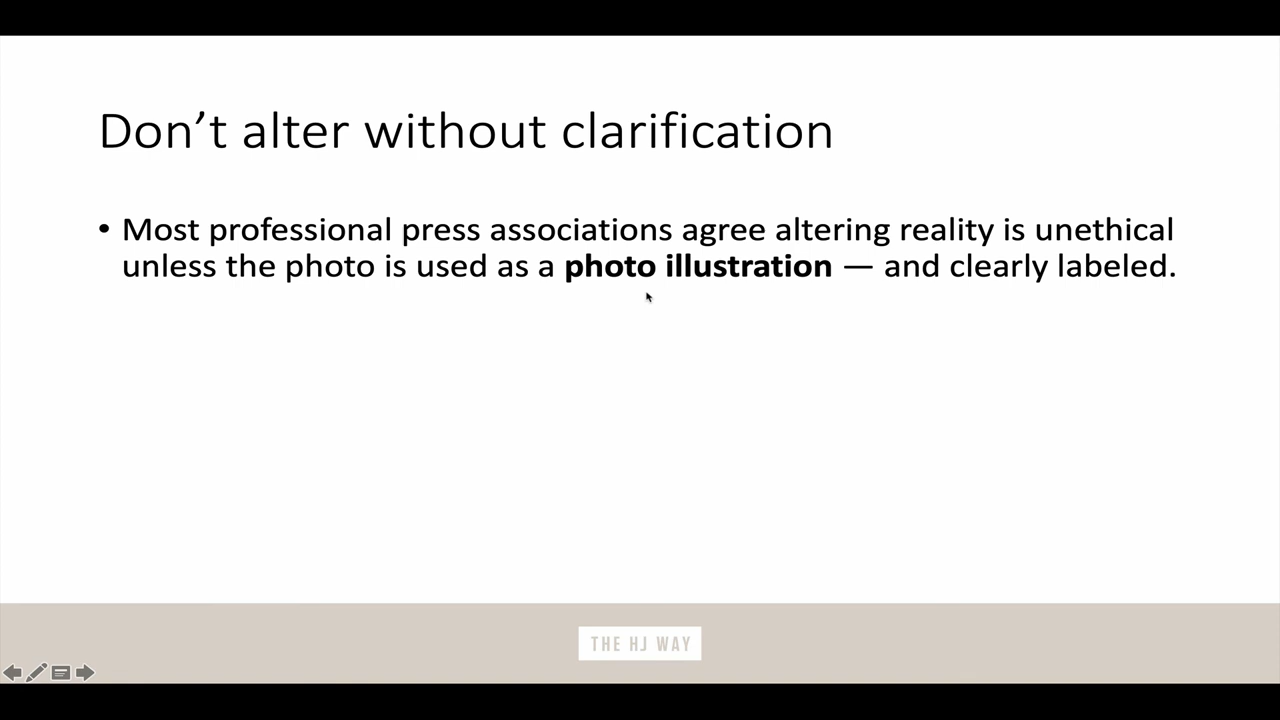 Don’t alter without clarification
• Most professional press associations agree altering reality is unethical
unless the photo is used as a photo illustration — and clearly labeled.
THE HJ WAY